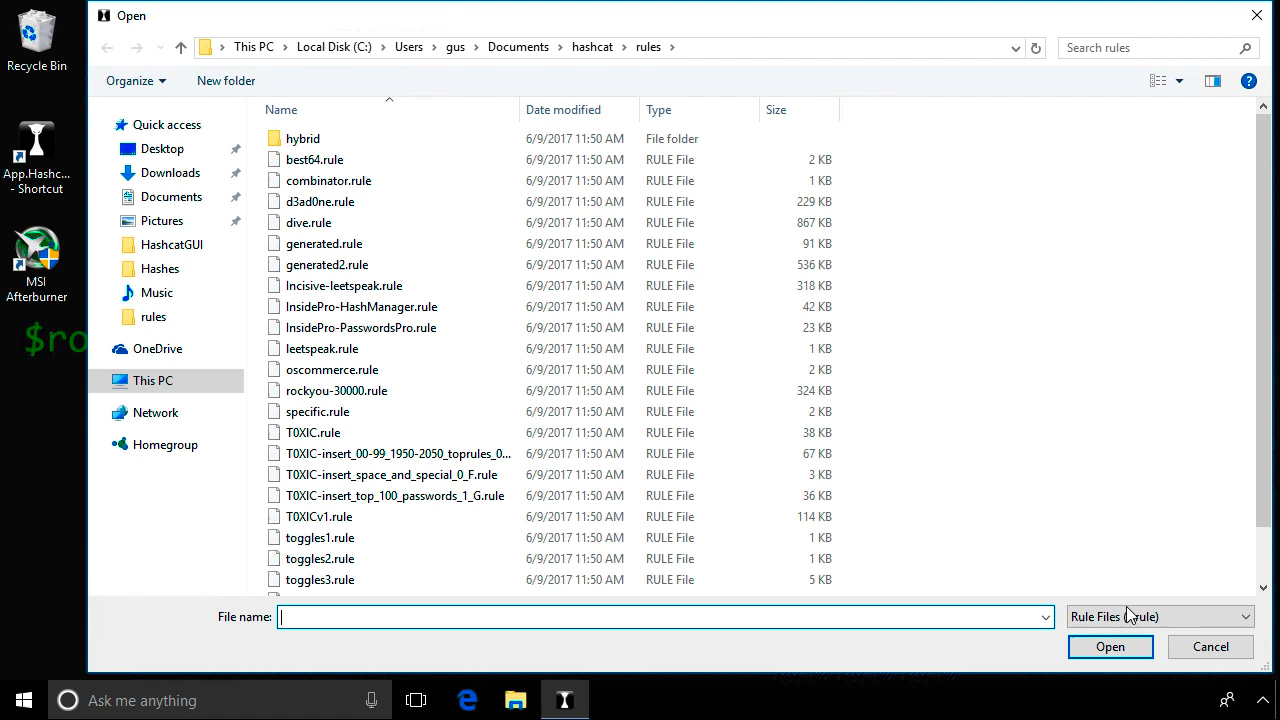 Open
Recycle Bin
This PC > Local Disk (C:) > Users > gus > Documents > hashcat > rules >
Search rules
Organize
New folder
Name
Date modified
Type
Size
Quick access
Desktop
Downloads
Documents
Pictures
HashcatGUI
Hashes
Music
rules
OneDrive
This PC
Network
Homegroup
App.Hashc...
- Shortcut
MSI
Afterburner
$ro
hybrid 6/9/2017 11:50 AM File folder
best64.rule 6/9/2017 11:50 AM RULE File 2 KB
combinator.rule 6/9/2017 11:50 AM RULE File 1 KB
d3ad0ne.rule 6/9/2017 11:50 AM RULE File 229 KB
dive.rule 6/9/2017 11:50 AM RULE File 867 KB
generated.rule 6/9/2017 11:50 AM RULE File 91 KB
generated2.rule 6/9/2017 11:50 AM RULE File 536 KB
Incisive-leetspeak.rule 6/9/2017 11:50 AM RULE File 318 KB
InsidePro-HashManager.rule 6/9/2017 11:50 AM RULE File 42 KB
InsidePro-PasswordsPro.rule 6/9/2017 11:50 AM RULE File 23 KB
leetspeak.rule 6/9/2017 11:50 AM RULE File 1 KB
oscommerce.rule 6/9/2017 11:50 AM RULE File 2 KB
rockyou-30000.rule 6/9/2017 11:50 AM RULE File 324 KB
specific.rule 6/9/2017 11:50 AM RULE File 2 KB
T0XIC.rule 6/9/2017 11:50 AM RULE File 38 KB
T0XIC-insert_00-99_1950-2050_toprules_0... 6/9/2017 11:50 AM RULE File 67 KB
T0XIC-insert_space_and_special_0_F.rule 6/9/2017 11:50 AM RULE File 3 KB
T0XIC-insert_top_100_passwords_1_G.rule 6/9/2017 11:50 AM RULE File 36 KB
T0XICv1.rule 6/9/2017 11:50 AM RULE File 114 KB
toggles1.rule 6/9/2017 11:50 AM RULE File 1 KB
toggles2.rule 6/9/2017 11:50 AM RULE File 1 KB
toggles3.rule 6/9/2017 11:50 AM RULE File 5 KB
File name:
Rule Files ( rule)
Open
Cancel
Ask me anything